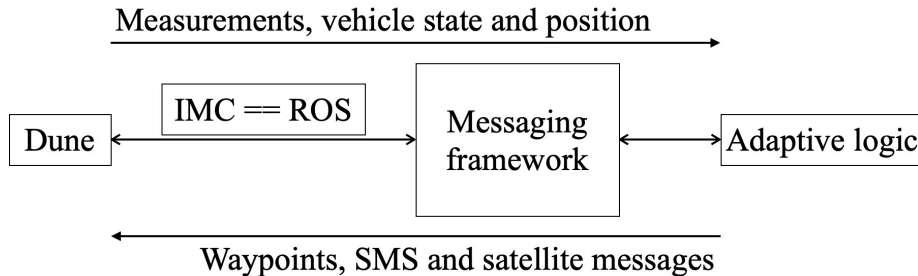 Measurements, vehicle state and position
IMC == ROS
Dune
Messaging
framework
Adaptive logic
Waypoints, SMS and satellite messages